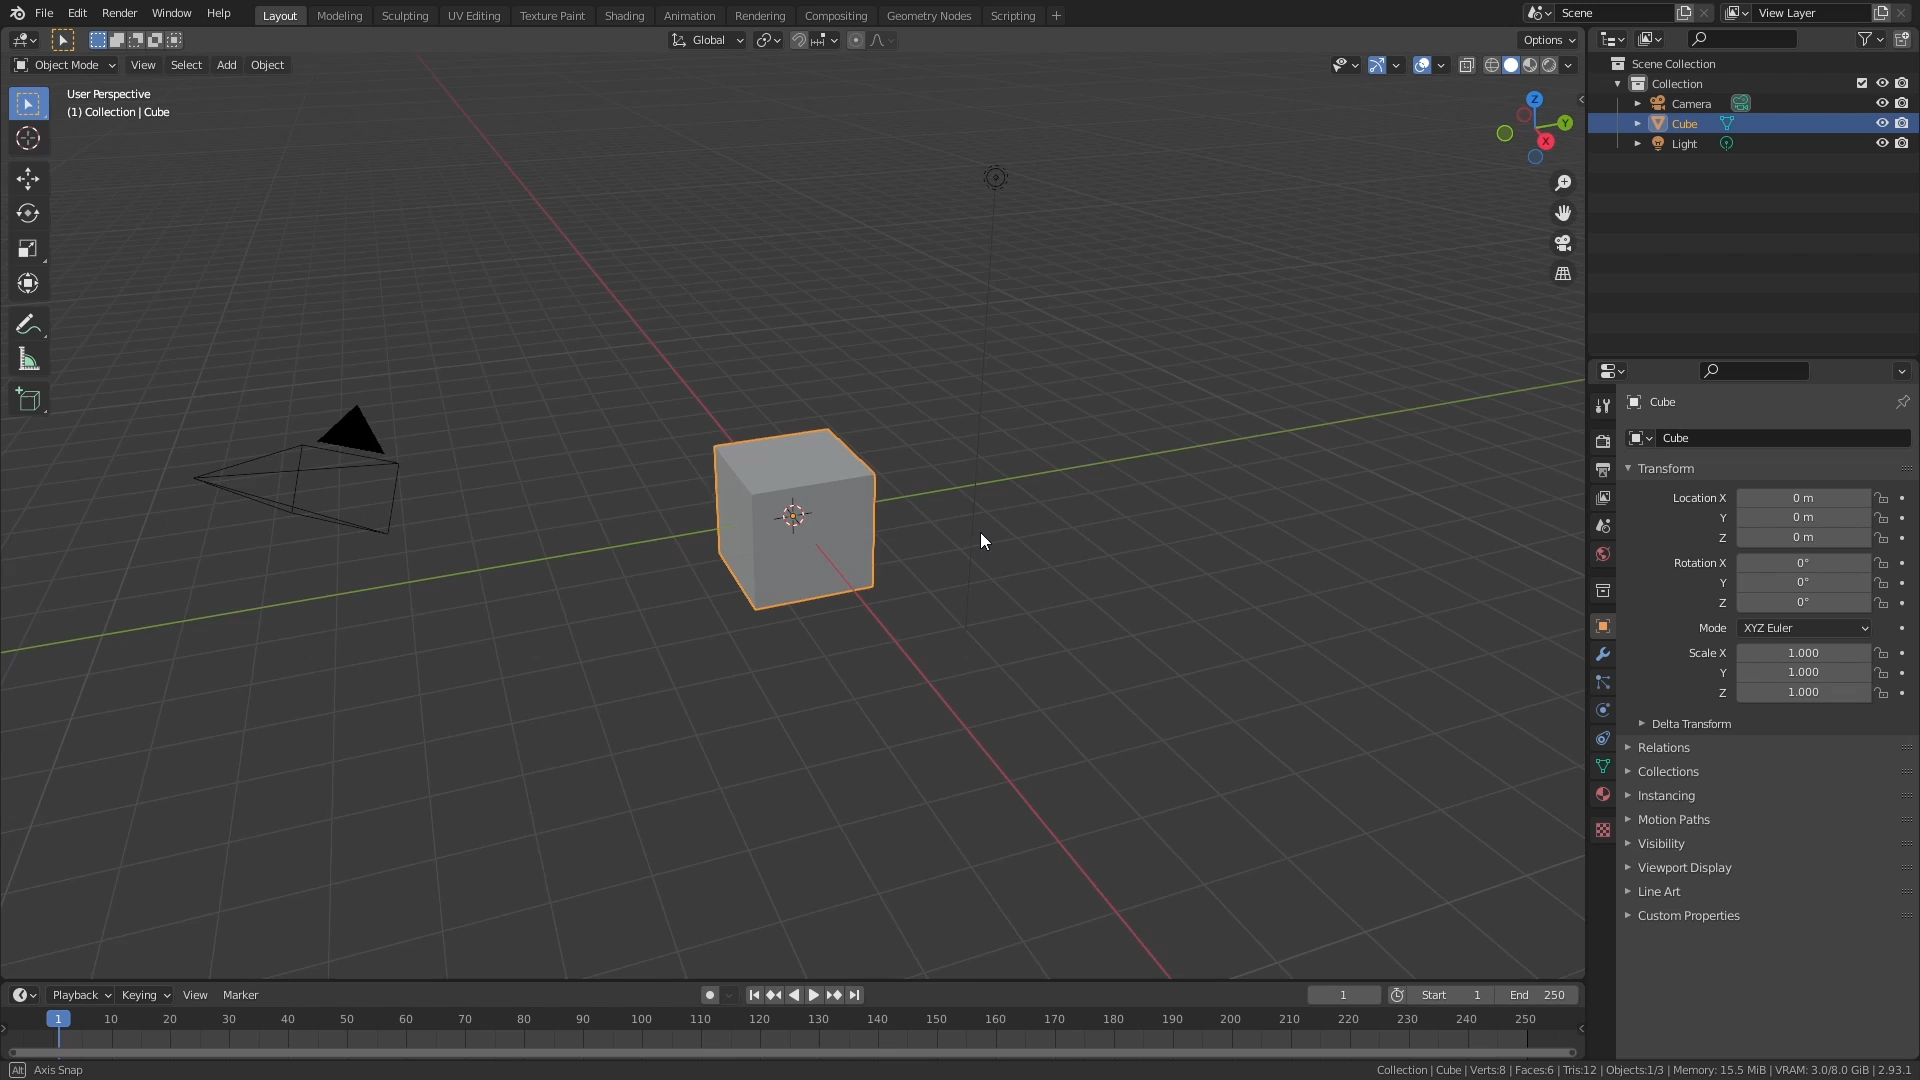 File Edit Render Window Help Layout Modeling Sculpting UV Editing Texture Paint Shading Animation Rendering Compositing Geometry Nodes Scripting + Scene View Layer
Global Options
Object Mode View Select Add Object
User Perspective
(1) Collection | Cube
Z
Y
X
Scene Collection
Collection
Camera
Cube
Light
Cube
Cube
Transform
Location X 0 m
Y 0 m
Z 0 m
Rotation X 0°
Y 0°
Z 0°
Mode XYZ Euler
Scale X 1.000
Y 1.000
Z 1.000
Delta Transform
Relations
Collections
Instancing
Motion Paths
Visibility
Viewport Display
Line Art
Custom Properties
Playback Keying View Marker 1 Start 1 End 250
1 10 20 30 40 50 60 70 80 90 100 110 120 130 140 150 160 170 180 190 200 210 220 230 240 250
Alt Axis Snap Collection | Cube | Verts:8 | Faces:6 | Tris:12 | Objects:1/3 | Memory: 15.5 MiB | VRAM: 3.0/8.0 GiB | 2.93.1